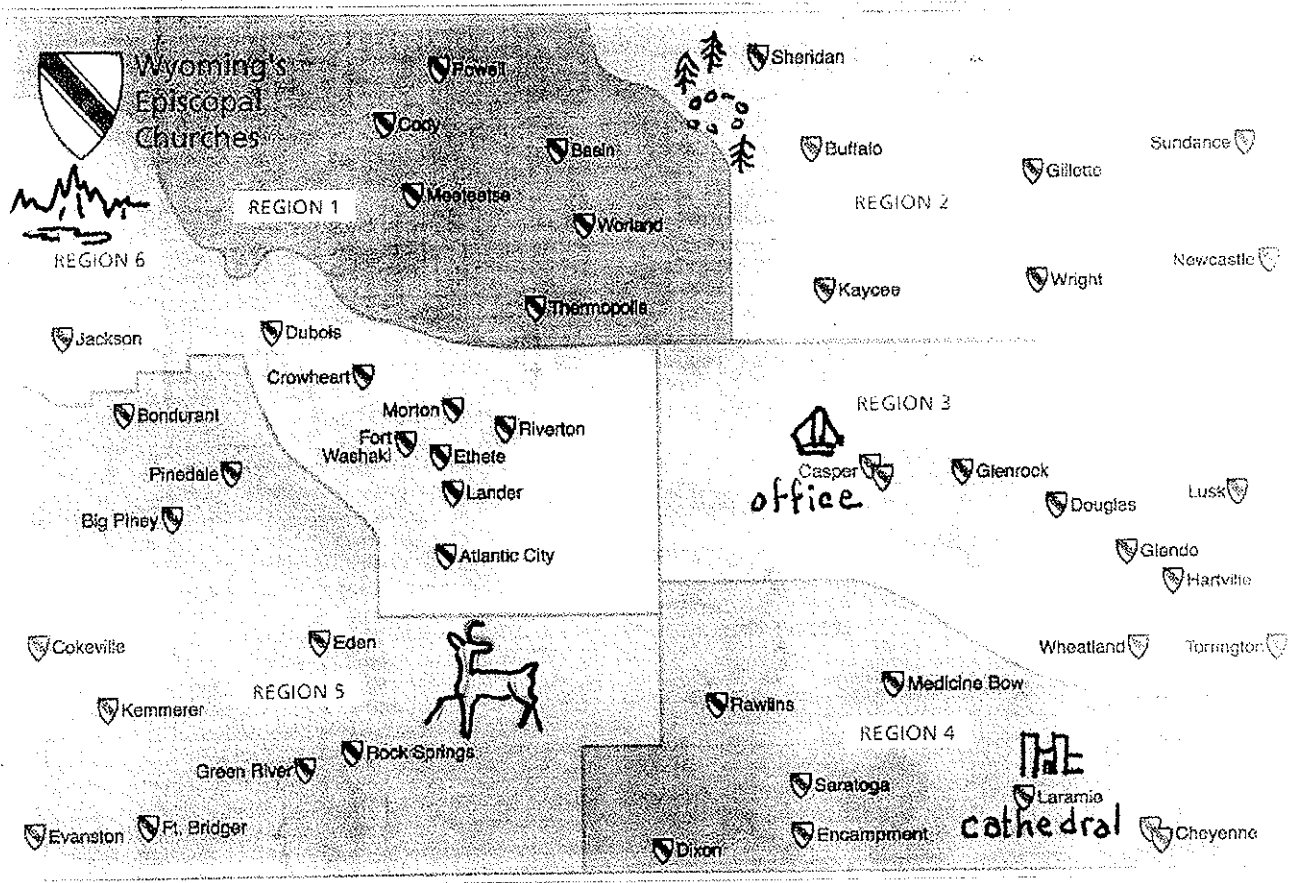 Wyoming's
Episcopal
Churches
Powell
Cody
Basin
Meeteetse
Worland
Thermopolis
REGION 1
Sheridan
Buffalo
Gillette
Sundance
REGION 2
Newcastle
Kaycee
Wright
REGION 6
Jackson
Dubois
Crowheart
Morton
Riverton
Fort
Washaki
Ethete
Lander
Atlantic City
REGION 3
Casper
office
Glenrock
Douglas
Lusk
Glendo
Hartville
Wheatland
Torrington
Bondurant
Pinedale
Big Piney
Cokeville
Eden
REGION 5
Kemmerer
Rock Springs
Green River
Evanston
Ft. Bridger
Medicine Bow
Rawlins
REGION 4
Saratoga
Laramie
cathedral
Encampment
Dixon
Cheyenne